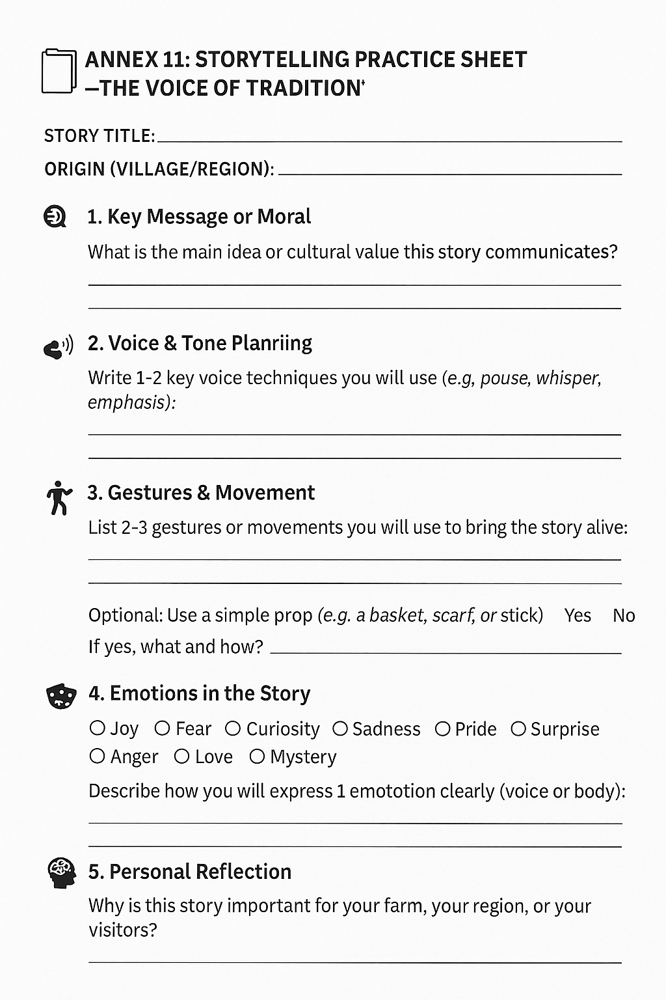 ANNEX 11: STORYTELLING PRACTICE SHEET
—THE VOICE OF TRADITION'
STORY TITLE:
ORIGIN (VILLAGE/REGION):
1. Key Message or Moral
What is the main idea or cultural value this story communicates?
2. Voice & Tone Planriing
Write 1-2 key voice techniques you will use (e.g, pouse, whisper,
emphasis):
3. Gestures & Movement
List 2-3 gestures or movements you will use to bring the story alive:
Optional: Use a simple prop (e.g. a basket, scarf, or stick) Yes No
If yes, what and how?
4. Emotions in the Story
Joy Fear Curiosity Sadness Pride Surprise
Anger Love Mystery
Describe how you will express 1 emototion clearly (voice or body):
5. Personal Reflection
Why is this story important for your farm, your region, or your
visitors?